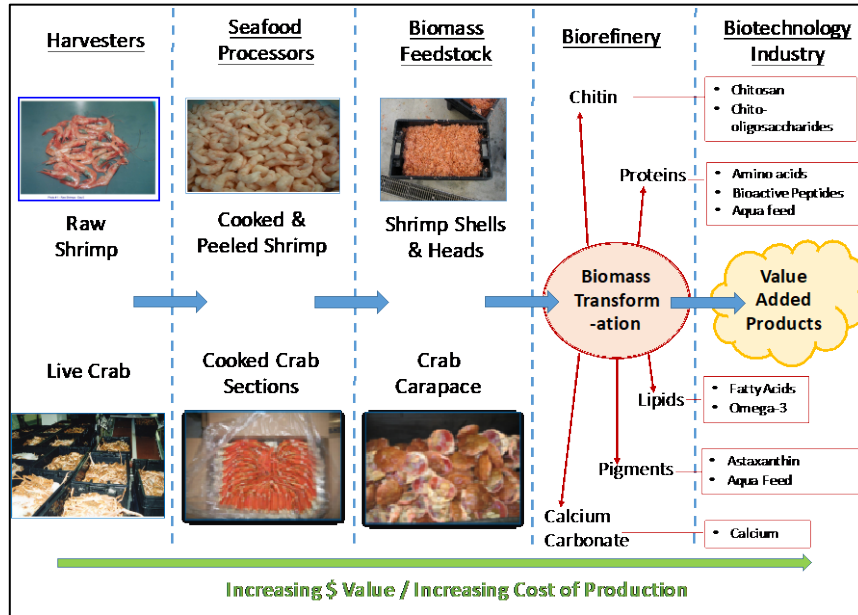 Harvesters
Seafood
Processors
Biomass
Feedstock
Biorefinery
Biotechnology
Industry
Raw
Shrimp
Cooked &
Peeled Shrimp
Shrimp Shells
& Heads
Chitin
• Chitosan
• Chito-
oligosaccharides
Proteins
• Amino acids
• Bioactive Peptides
• Aqua feed
Biomass
Transform
-ation
Value
Added
Products
Live Crab
Cooked Crab
Sections
Crab
Carapace
Lipids
• Fatty Acids
• Omega-3
Pigments
• Astaxanthin
• Aqua Feed
Calcium
Carbonate
• Calcium
Increasing $ Value / Increasing Cost of Production